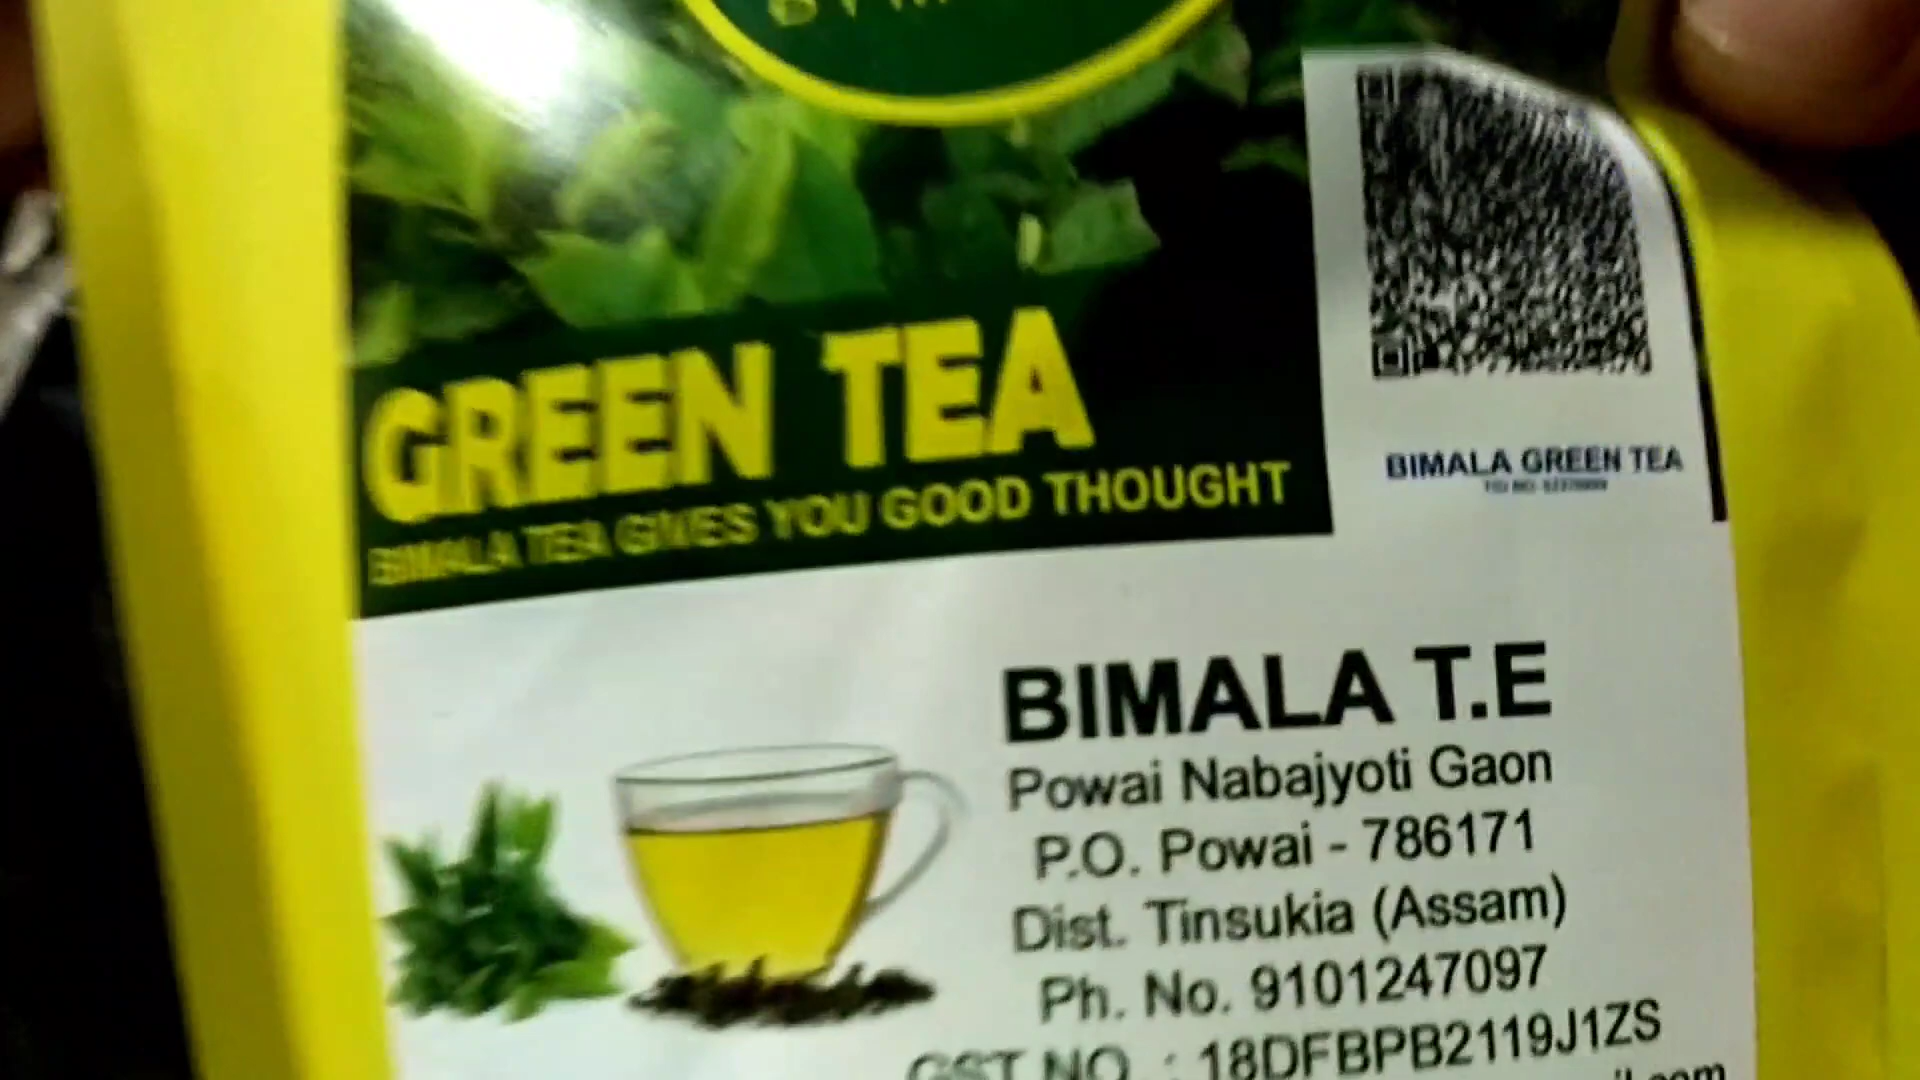 GREEN TEA
BIMALA TEA GIVES YOU GOOD THOUGHT
BIMALA GREEN TEA
BIMALA T.E
Powai Nabajyoti Gaon
P.O. Powai - 786171
Dist. Tinsukia (Assam)
Ph. No. 9101247097
GST NO. : 18DFBPB2119J1ZS